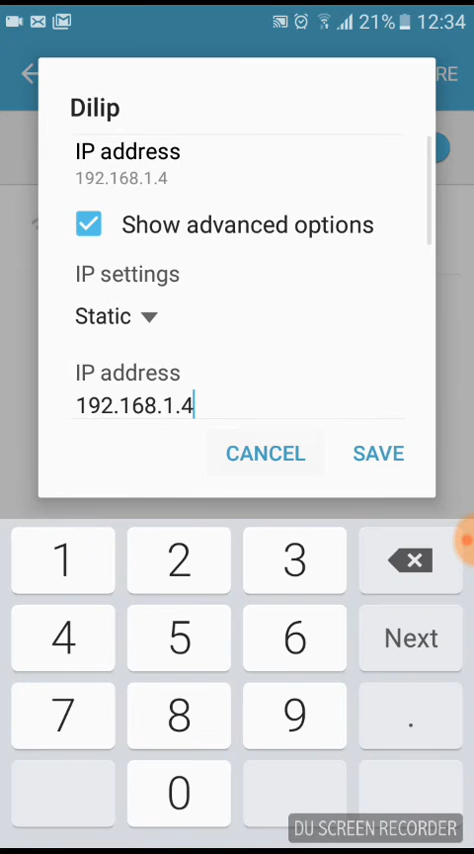 21% 12:34
RE
Dilip
IP address
192.168.1.4
Show advanced options
IP settings
Static
IP address
192.168.1.4
CANCEL SAVE
1 2 3
4 5 6 Next
7 8 9 .
0
DU SCREEN RECORDER